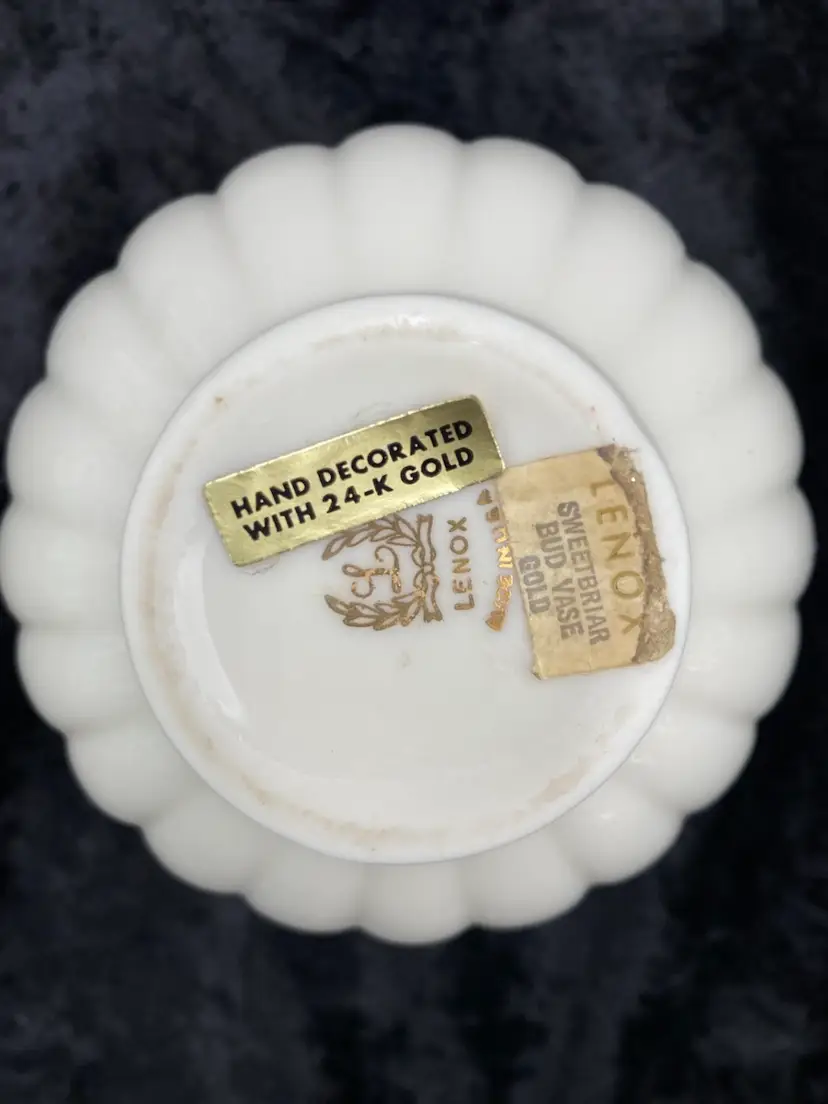 HAND DECORATED
WITH 24-K GOLD
L
LENOX
LENOX
SWEETBRIAR
BUD VASE
GOLD